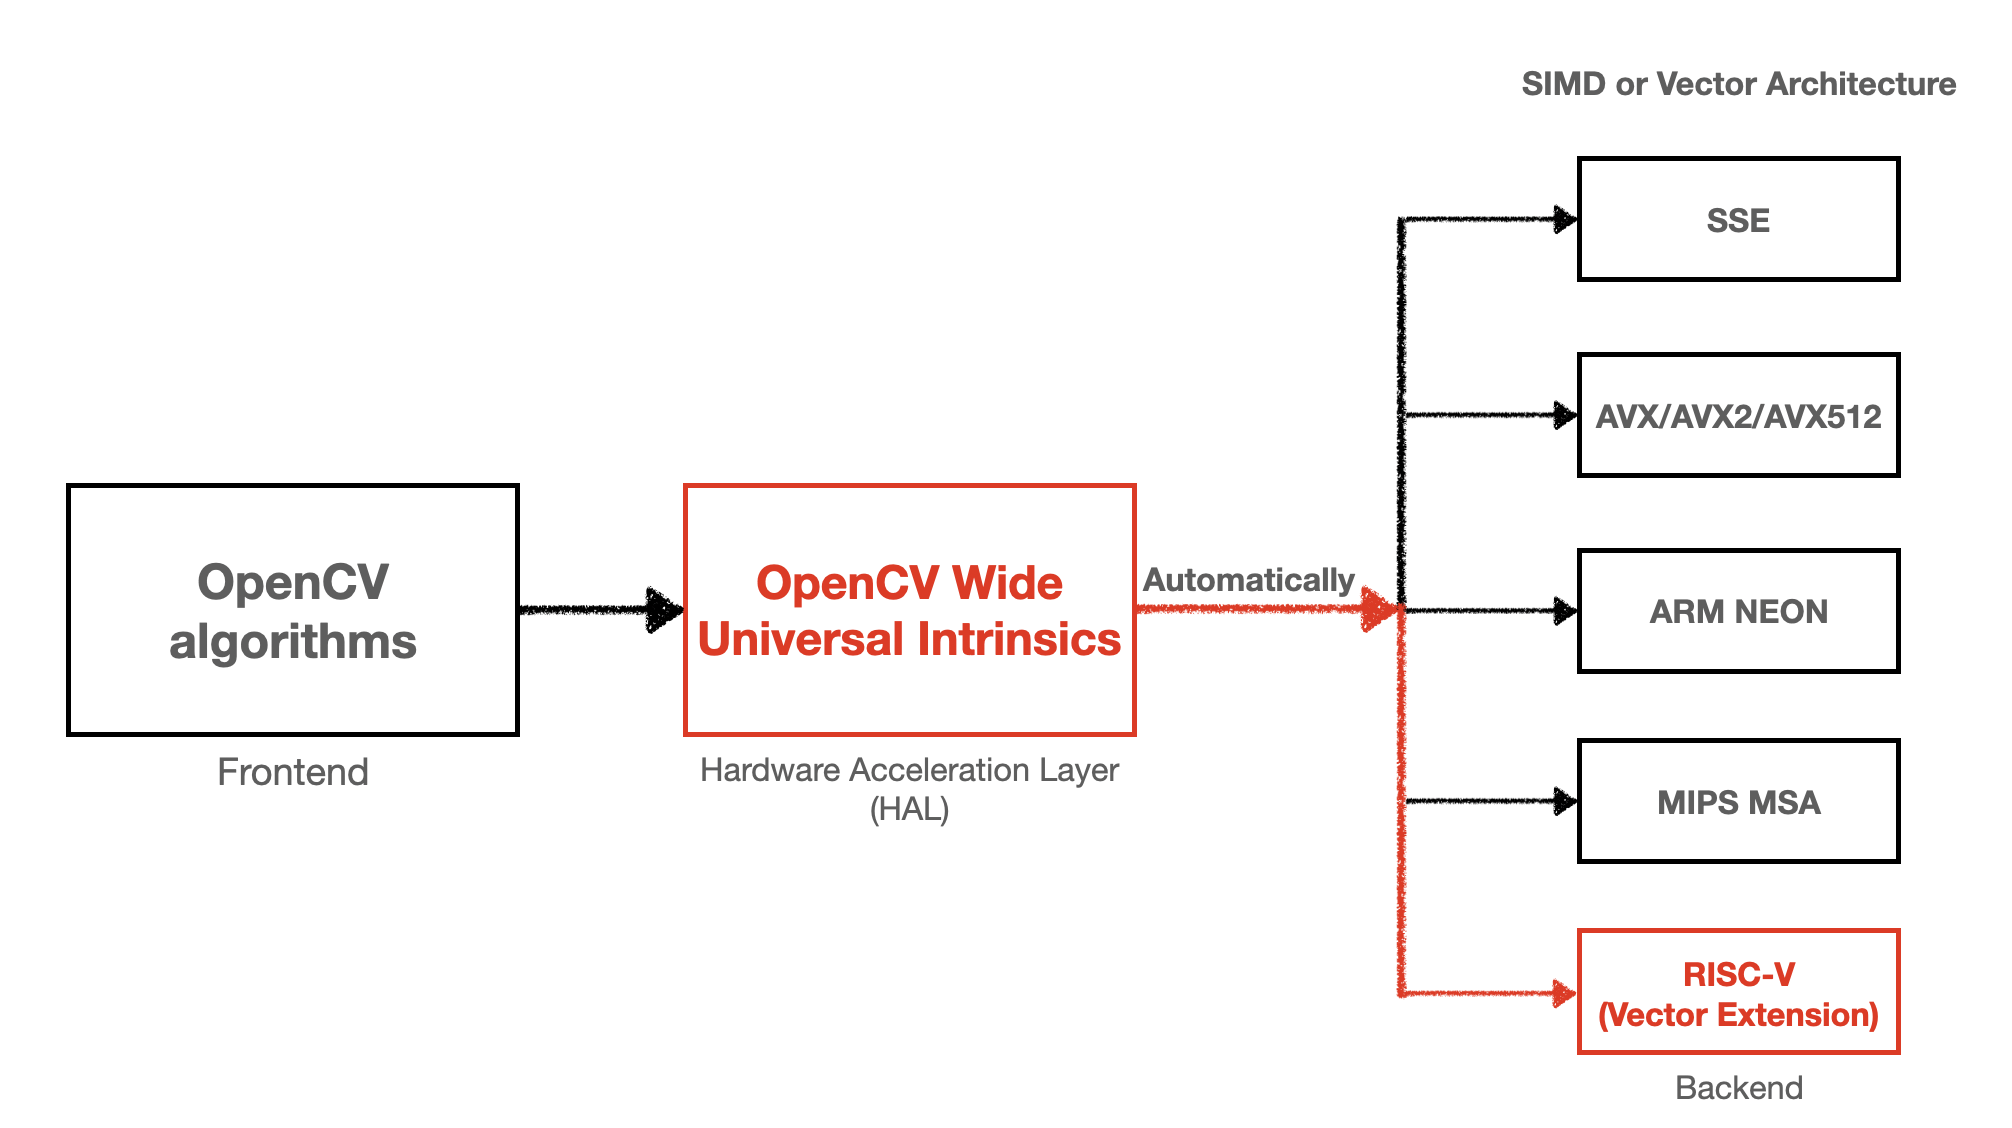 SIMD or Vector Architecture
SSE
AVX/AVX2/AVX512
OpenCV
algorithms
Frontend
OpenCV Wide
Universal Intrinsics
Hardware Acceleration Layer
(HAL)
Automatically
ARM NEON
MIPS MSA
RISC-V
(Vector Extension)
Backend